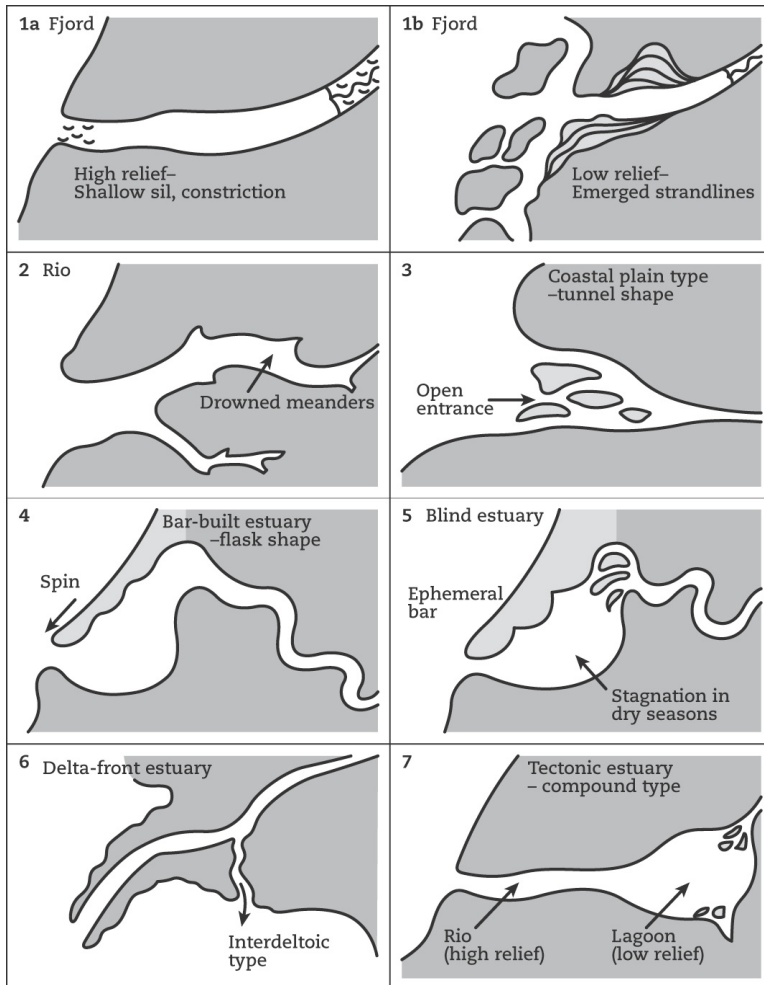 1a Fjord
High relief–
Shallow sil, constriction
1b Fjord
Low relief–
Emerged strandlines
2 Rio
Drowned meanders
3
Coastal plain type
–tunnel shape
Open
entrance
4
Bar-built estuary
–flask shape
Spin
5 Blind estuary
Ephemeral
bar
Stagnation in
dry seasons
6 Delta-front estuary
Interdeltoic
type
7
Tectonic estuary
– compound type
Rio
(high relief)
Lagoon
(low relief)